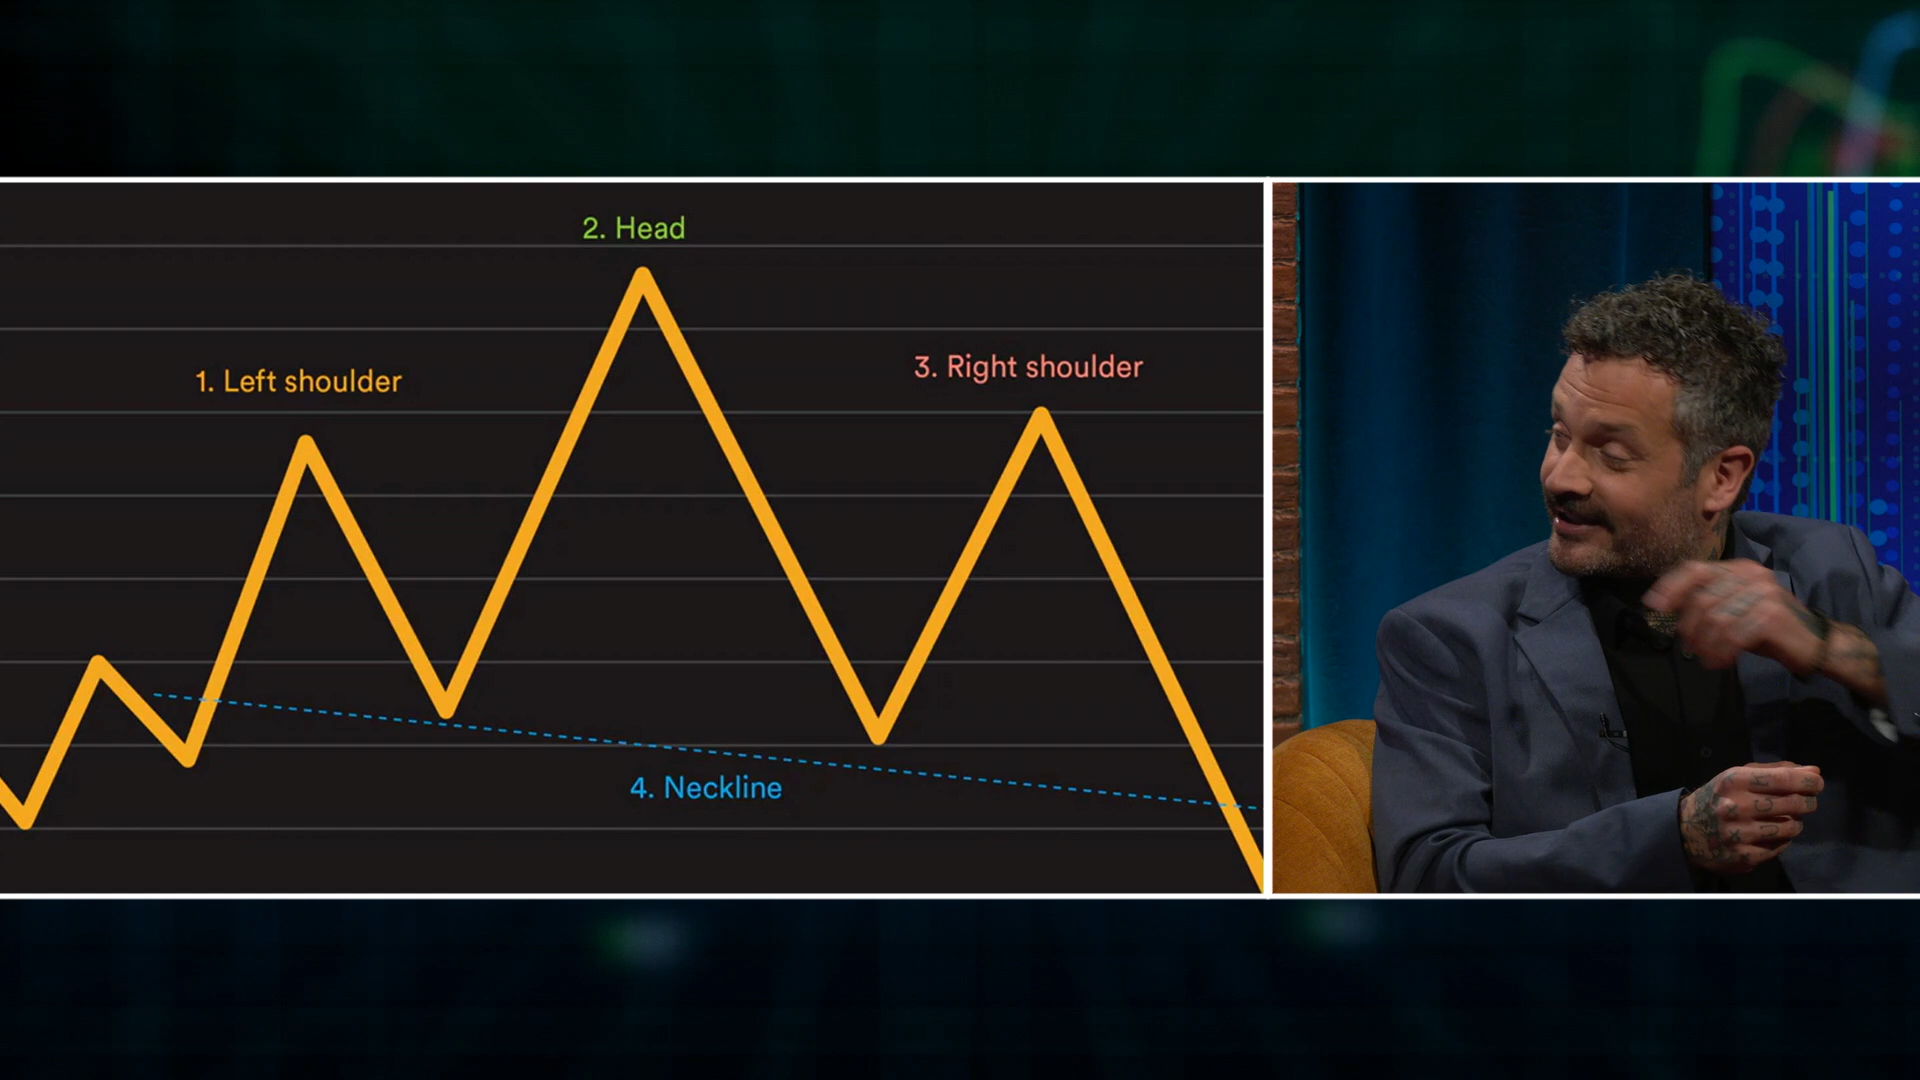 2. Head
1. Left shoulder
3. Right shoulder
4. Neckline